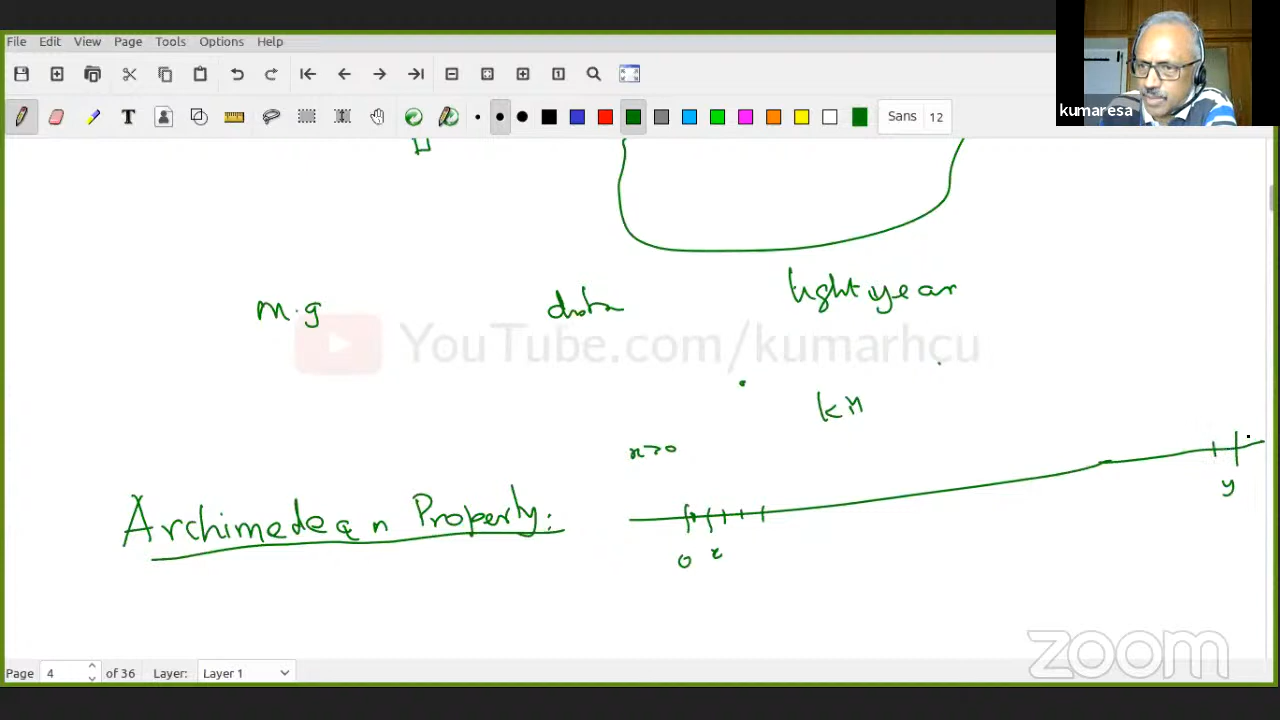 File Edit View Page Tools Options Help
Sans 12
kumaresa
m.g data light year
YouTube.com/kumarhcu
km
x>0
Archimedean Property:
0 x y
zoom
Page 4 of 36 Layer: Layer 1